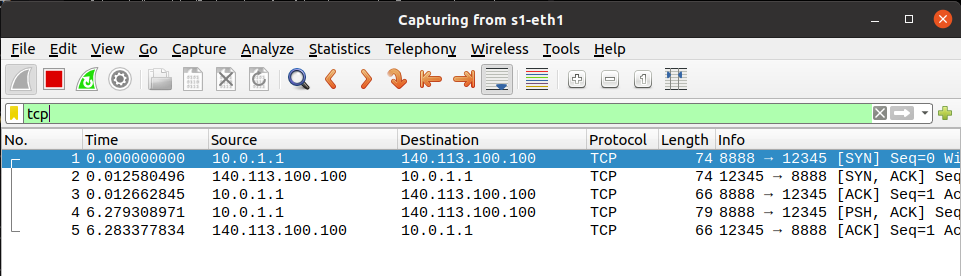 Capturing from s1-eth1
File Edit View Go Capture Analyze Statistics Telephony Wireless Tools Help
tcp
No. Time Source Destination Protocol Length Info
1 0.000000000 10.0.1.1 140.113.100.100 TCP 74 8888 → 12345 [SYN] Seq=0 Wi
2 0.012580496 140.113.100.100 10.0.1.1 TCP 74 12345 → 8888 [SYN, ACK] Seq
3 0.012662845 10.0.1.1 140.113.100.100 TCP 66 8888 → 12345 [ACK] Seq=1 Ac
4 6.279308971 10.0.1.1 140.113.100.100 TCP 79 8888 → 12345 [PSH, ACK] Se
5 6.283377834 140.113.100.100 10.0.1.1 TCP 66 12345 → 8888 [ACK] Seq=1 Ac